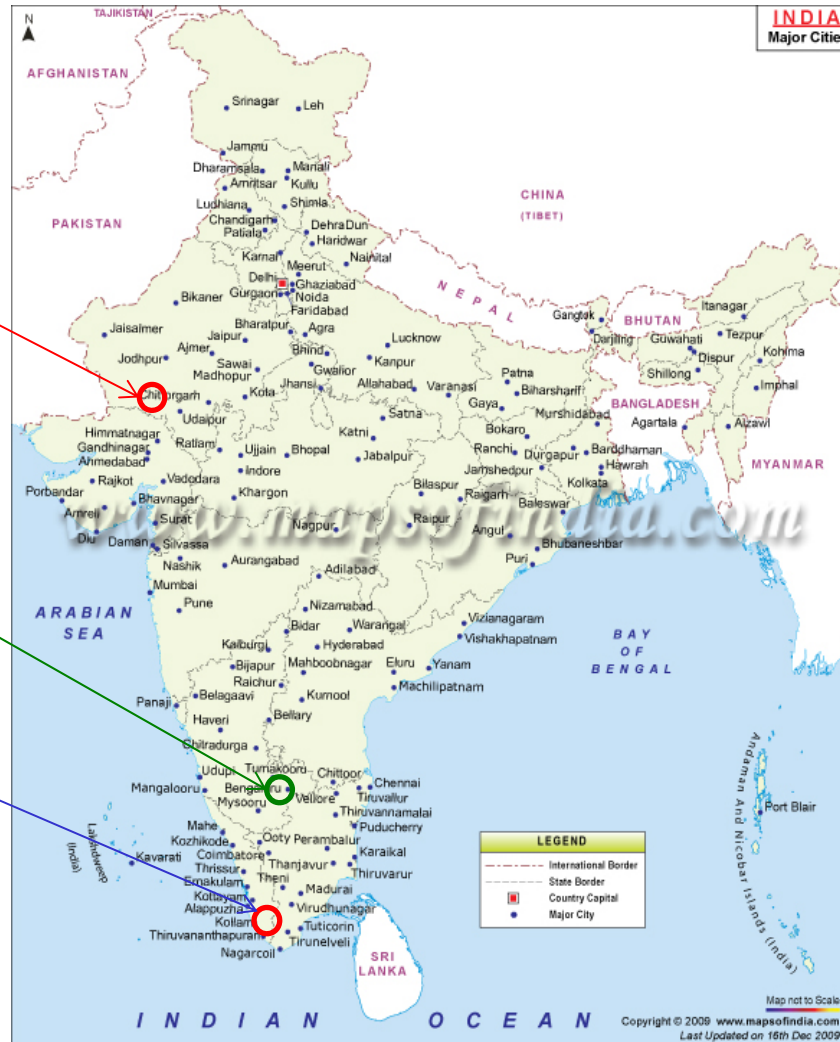 TAJIKISTAN
N
INDIA
Major Citie
AFGHANISTAN
Srinagar
Leh
Jammu
Dharamsala
Manali
Amritsar
Kullu
CHINA
(TIBET)
Ludhiana
Shimla
PAKISTAN
Chandigarh
Patiala
DehraDun
Haridwar
Karnal
Nainital
Meerut
Delhi
Ghaziabad
Gurgaon
Noida
Faridabad
NEPAL
Bikaner
Itanagar
Gangtok
BHUTAN
Jaisalmer
Bharatpur
Agra
Darjiling
Guwahati
Tezpur
Jaipur
Lucknow
Dispur
Kohima
Jodhpur
Ajmer
Bhind
Kanpur
Sawai
Madhopur
Gwalior
Shillong
Imphal
Patna
Jhansi
Allahabad
Varanasi
Biharsharif
Kota
Gaya
BANGLADESH
Udaipur
Satna
Murshidabad
Agartala
Aizawl
Himmatnagar
Katni
Bokaro
Gandhinagar
Ratlam
Ujjain
Bhopal
Ranchi
Durgapur
Barddhaman
Ahmedabad
Jabalpur
Jamshedpur
Hawrah
MYANMAR
Indore
Rajkot
Vadodara
Bilaspur
Kolkata
Porbandar
Khargon
Raigarh
Bhavnagar
Baleswar
Amreli
www.mapsofindia.com
Surat
Raipur
Nagpur
Angul
Diu
Daman
Silvassa
Bhubaneshbar
Nashik
Aurangabad
Puri
Adilabad
Mumbai
ARABIAN
SEA
Pune
Nizamabad
Vizianagaram
Bidar
Warangal
Vishakhapatnam
BAY
OF
BENGAL
Kalburgi
Hyderabad
Bijapur
Mahboobnagar
Eluru
Yanam
Raichur
Machilipatnam
Belagaavi
Kurnool
Panaji
Haveri
Bellary
Chitradurga
Tumakooru
Udupi
Chittoor
Chennai
Mangalooru
Vellore
Tiruvallur
Mysooru
Thiruvannamalai
Port Blair
Puducherry
Mahe
Ooty
Perambalur
Kozhikode
Karaikal
Coimbatore
Thanjavur
Kavarati
Lakshdweep
(India)
Thrissur
Theni
Thiruvarur
Ernakulam
Madurai
Kottayam
Virudhunagar
Alappuzha
Kollam
Tuticorin
Tirunelveli
Nagarcoil
SRI
LANKA
Andaman And Nicobar Islands (India)
LEGEND
International Border
State Border
Country Capital
Major City
INDIAN OCEAN
Map not to Scale
Copyright © 2009 www.mapsofindia.com
Last Updated on 16th Dec 2009